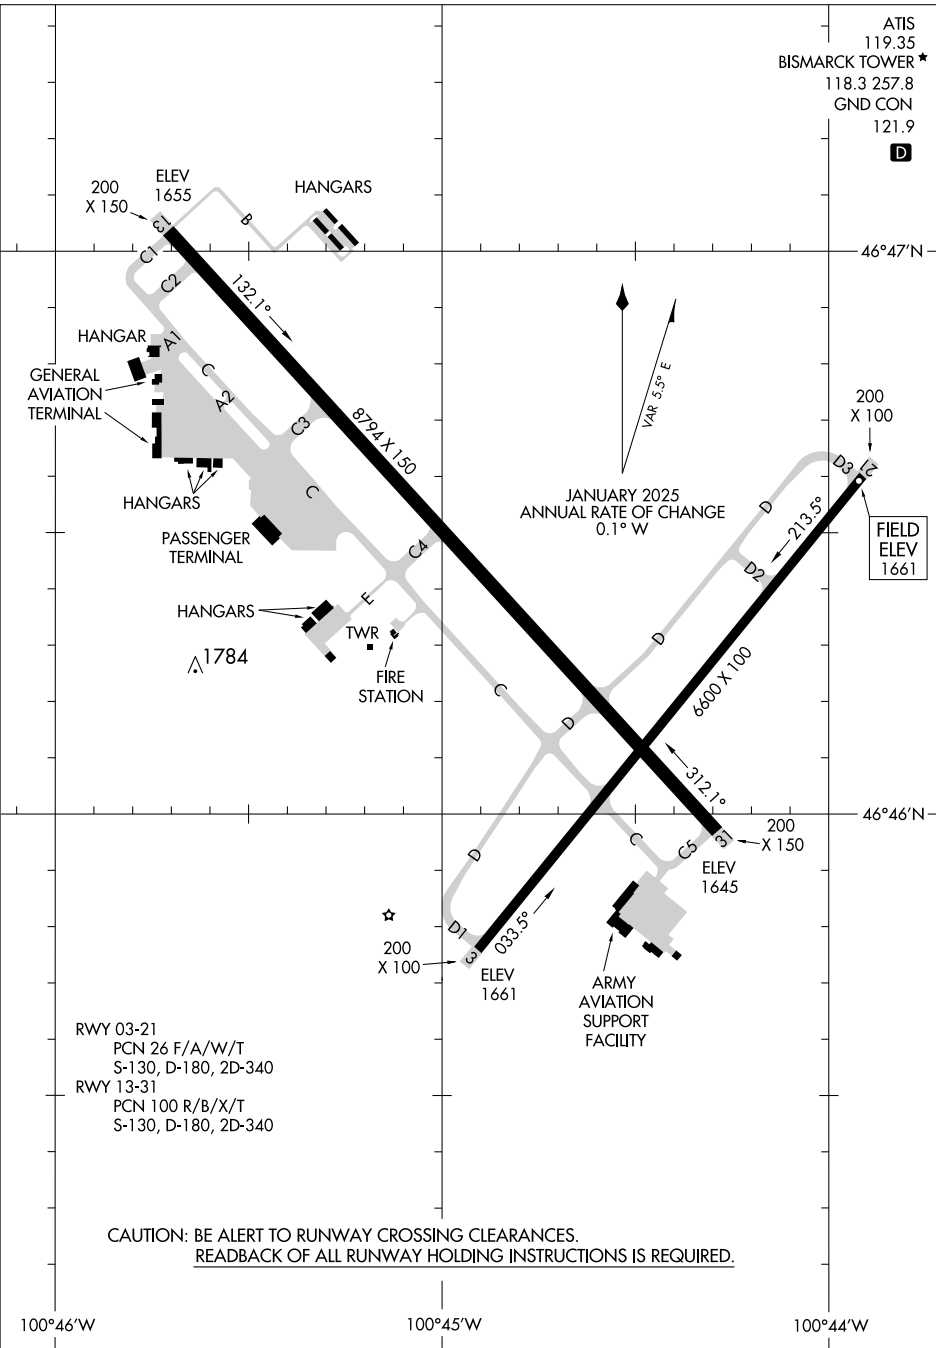 ATIS
119.35
BISMARCK TOWER
118.3 257.8
GND CON
121.9
D
ELEV
1655
200
X 150
HANGARS
13
B
C1
C2
46°47'N
132.1°
VAR 5.5° E
HANGAR
A1
GENERAL
AVIATION
TERMINAL
C
A2
C3
8794 X 150
200
X 100
D3
21
HANGARS
C
JANUARY 2025
ANNUAL RATE OF CHANGE
0.1° W
D
213.5°
FIELD
ELEV
1661
PASSENGER
TERMINAL
C4
D2
HANGARS
E
TWR
1784
FIRE
STATION
D
6600 X 100
C
D
312.1°
46°46'N
200
X 150
31
C
C5
ELEV
1645
D
D1
033.5°
200
X 100
3
ELEV
1661
ARMY
AVIATION
SUPPORT
FACILITY
RWY 03-21
PCN 26 F/A/W/T
S-130, D-180, 2D-340
RWY 13-31
PCN 100 R/B/X/T
S-130, D-180, 2D-340
CAUTION: BE ALERT TO RUNWAY CROSSING CLEARANCES.
READBACK OF ALL RUNWAY HOLDING INSTRUCTIONS IS REQUIRED.
100°46'W
100°45'W
100°44'W